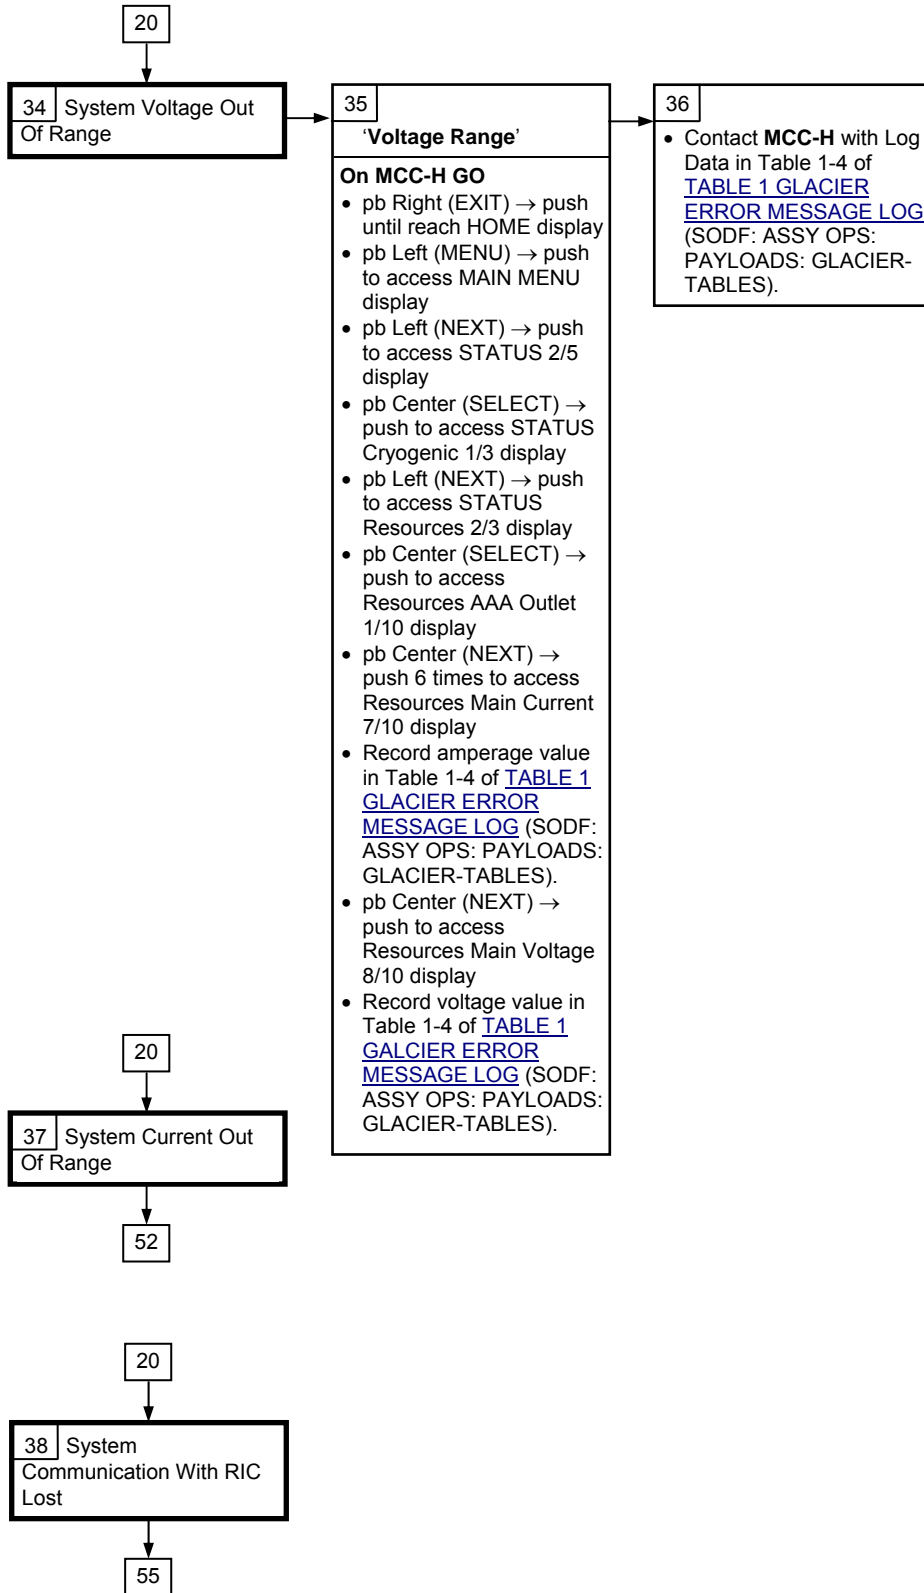 20
34 System Voltage Out
Of Range
35
‘Voltage Range’
On MCC-H GO
• pb Right (EXIT) → push
until reach HOME display
• pb Left (MENU) → push
to access MAIN MENU
display
• pb Left (NEXT) → push
to access STATUS 2/5
display
• pb Center (SELECT) →
push to access STATUS
Cryogenic 1/3 display
• pb Left (NEXT) → push
to access STATUS
Resources 2/3 display
• pb Center (SELECT) →
push to access
Resources AAA Outlet
1/10 display
• pb Center (NEXT) →
push 6 times to access
Resources Main Current
7/10 display
• Record amperage value
in Table 1-4 of TABLE 1
GLACIER ERROR
MESSAGE LOG (SODF:
ASSY OPS: PAYLOADS:
GLACIER-TABLES).
• pb Center (NEXT) →
push to access
Resources Main Voltage
8/10 display
• Record voltage value in
Table 1-4 of TABLE 1
GALCIER ERROR
MESSAGE LOG (SODF:
ASSY OPS: PAYLOADS:
GLACIER-TABLES).
36
• Contact MCC-H with Log
Data in Table 1-4 of
TABLE 1 GLACIER
ERROR MESSAGE LOG
(SODF: ASSY OPS:
PAYLOADS: GLACIER-
TABLES).
20
37 System Current Out
Of Range
52
20
38 System
Communication With RIC
Lost
55